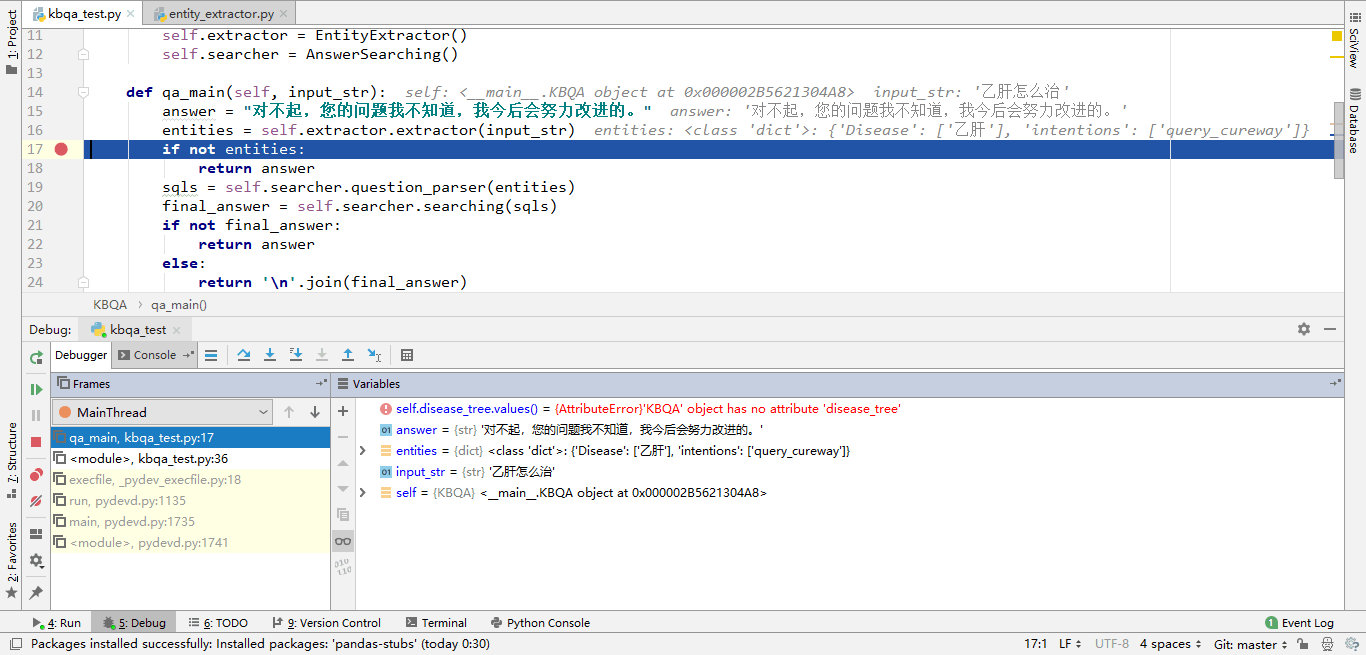 kbqa_test.py
entity_extractor.py
1: Project
7: Structure
2: Favorites
SciView
Database
11 self.extractor = EntityExtractor()
12 self.searcher = AnswerSearching()
13
14 def qa_main(self, input_str): self: <__main__.KBQA object at 0x000002B5621304A8> input_str: '乙肝怎么治'
15 answer = "对不起，您的问题我不知道，我今后会努力改进的。" answer: '对不起，您的问题我不知道，我今后会努力改进的。'
16 entities = self.extractor.extractor(input_str) entities: <class 'dict'>: {'Disease': ['乙肝'], 'intentions': ['query_cureway']}
17 if not entities:
18 return answer
19 sqls = self.searcher.question_parser(entities)
20 final_answer = self.searcher.searching(sqls)
21 if not final_answer:
22 return answer
23 else:
24 return '\n'.join(final_answer)
KBQA qa_main()
Debug: kbqa_test
Debugger Console
Frames
Variables
MainThread
qa_main, kbqa_test.py:17
<module>, kbqa_test.py:36
execfile, _pydev_execfile.py:18
run, pydevd.py:1135
main, pydevd.py:1735
<module>, pydevd.py:1741
self.disease_tree.values() = {AttributeError}'KBQA' object has no attribute 'disease_tree'
answer = {str} '对不起，您的问题我不知道，我今后会努力改进的。'
entities = {dict} <class 'dict'>: {'Disease': ['乙肝'], 'intentions': ['query_cureway']}
input_str = {str} '乙肝怎么治'
self = {KBQA} <__main__.KBQA object at 0x000002B5621304A8>
4: Run 5: Debug 6: TODO 9: Version Control Terminal Python Console 1 Event Log
Packages installed successfully: Installed packages: 'pandas-stubs' (today 0:30) 17:1 LF UTF-8 4 spaces Git: master